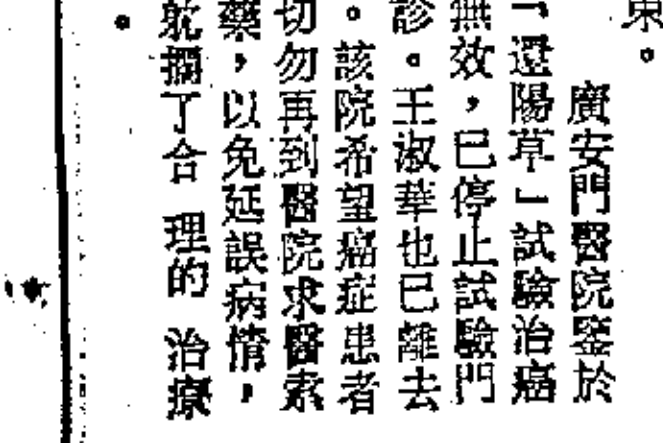 東。
廣安門醫院鑒於
「還陽草」試驗治癌
無效，已停止試驗門
診。王淑華也已離去
。該院希望癌症患者
切勿再到醫院求醫索
藥，以免延誤病情，
躭擱了合理的治療
。